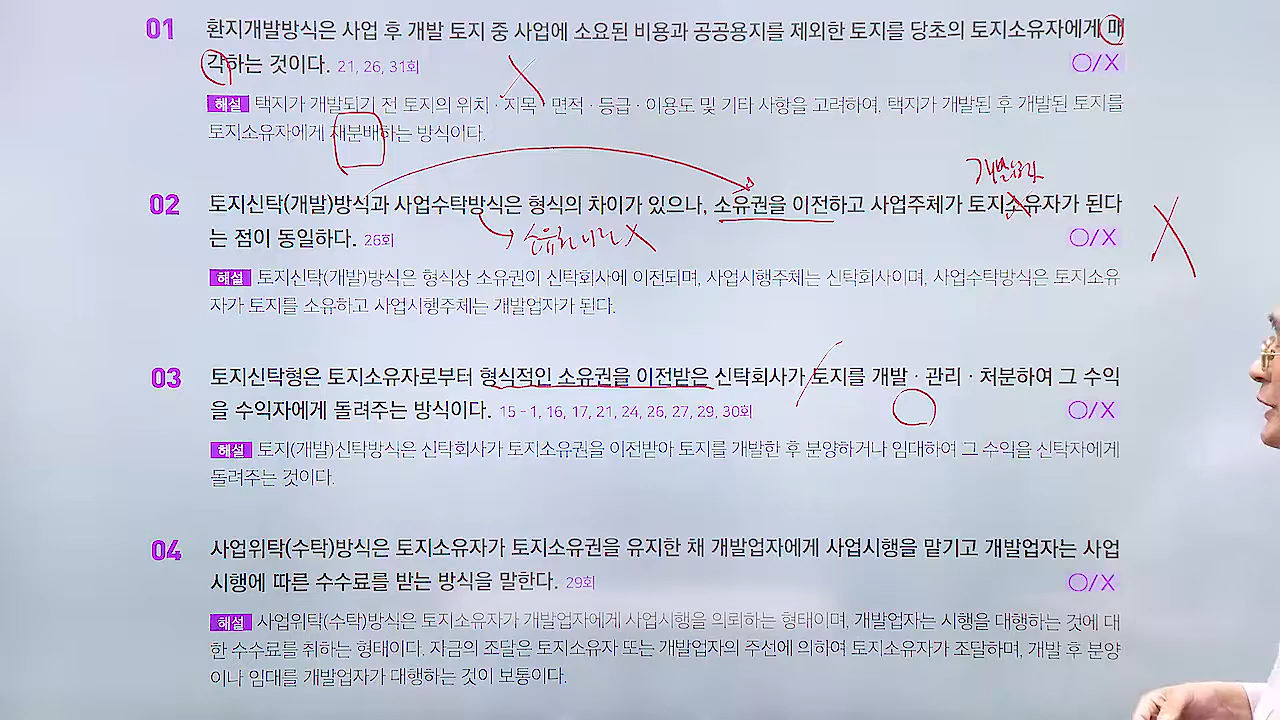 01 환지개발방식은 사업 후 개발 토지 중 사업에 소요된 비용과 공공용지를 제외한 토지를 당초의 토지소유자에게 매
각하는 것이다. 21, 26, 31회 ○/X
해설 택지가 개발되기 전 토지의 위치·지목·면적·등급·이용도 및 기타 사항을 고려하여, 택지가 개발된 후 개발된 토지를
토지소유자에게 재분배하는 방식이다.
개발업자
02 토지신탁(개발)방식과 사업수탁방식은 형식의 차이가 있으나, 소유권을 이전하고 사업주체가 토지소유자가 된다
는 점이 동일하다. 26회 ○/X
해설 토지신탁(개발)방식은 형식상 소유권이 신탁회사에 이전되며, 사업시행주체는 신탁회사이며, 사업수탁방식은 토지소유
자가 토지를 소유하고 사업시행주체는 개발업자가 된다.
03 토지신탁형은 토지소유자로부터 형식적인 소유권을 이전받은 신탁회사가 토지를 개발·관리·처분하여 그 수익
을 수익자에게 돌려주는 방식이다. 15-1, 16, 17, 21, 24, 26, 27, 29, 30회 ○/X
해설 토지(개발)신탁방식은 신탁회사가 토지소유권을 이전받아 토지를 개발한 후 분양하거나 임대하여 그 수익을 신탁자에게
돌려주는 것이다.
04 사업위탁(수탁)방식은 토지소유자가 토지소유권을 유지한 채 개발업자에게 사업시행을 맡기고 개발업자는 사업
시행에 따른 수수료를 받는 방식을 말한다. 29회 ○/X
해설 사업위탁(수탁)방식은 토지소유자가 개발업자에게 사업시행을 의뢰하는 형태이며, 개발업자는 시행을 대행하는 것에 대
한 수수료를 취하는 형태이다. 자금의 조달은 토지소유자 또는 개발업자의 주선에 의하여 토지소유자가 조달하며, 개발 후 분양
이나 임대를 개발업자가 대행하는 것이 보통이다.